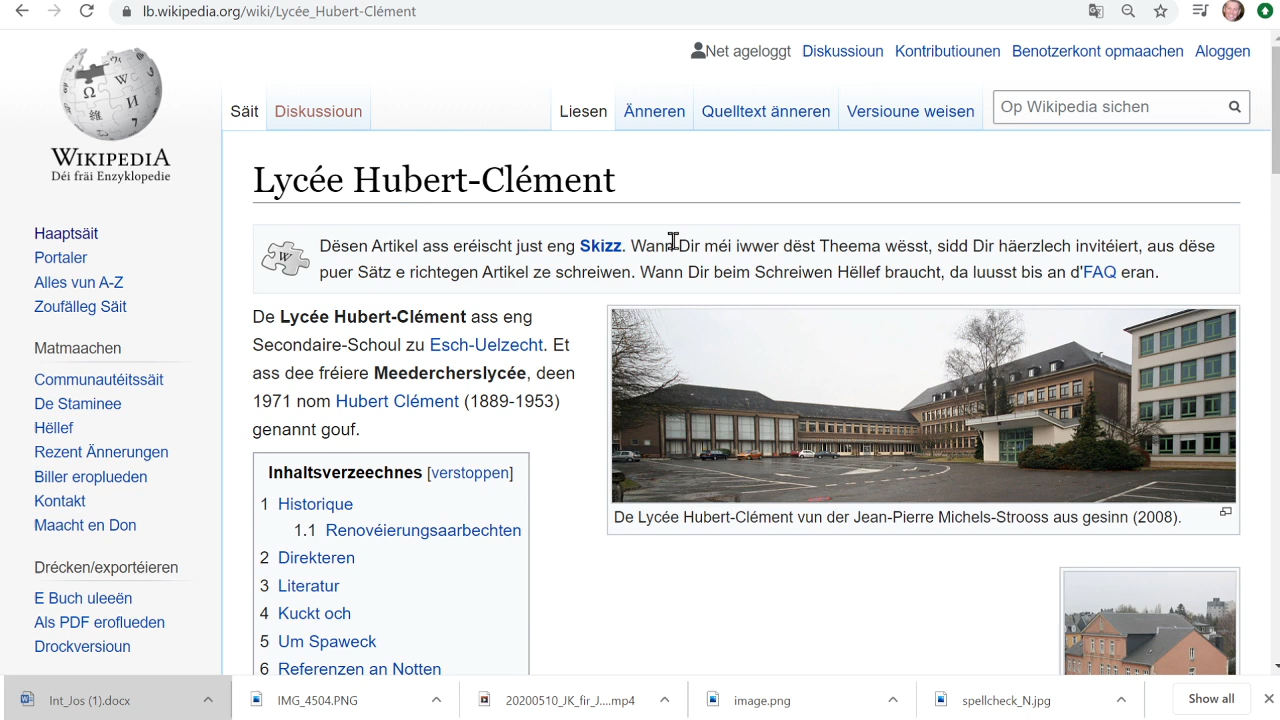 lb.wikipedia.org/wiki/Lycée_Hubert-Clément
Net ageloggt Diskussioun Kontributiounen Benotzerkont opmaachen Aloggen
Säit Diskussioun Liesen Änneren Quelltext änneren Versioune weisen Op Wikipedia sichen
WIKIPEDIA
Déi fräi Enzyklopedie
Haaptsäit
Portaler
Alles vun A-Z
Zoufälleg Säit
Matmaachen
Communautéitssäit
De Staminee
Hëllef
Rezent Ännerungen
Biller eroplueden
Kontakt
Maacht en Don
Drécken/exportéieren
E Buch uleeën
Als PDF eroflueden
Drockversioun
Lycée Hubert-Clément
Dësen Artikel ass eréischt just eng Skizz. Wann Dir méi iwwer dëst Theema wësst, sidd Dir häerzlech invitéiert, aus dëse
puer Sätz e richtegen Artikel ze schreiwen. Wann Dir beim Schreiwen Hëllef braucht, da luusst bis an d'FAQ eran.
De Lycée Hubert-Clément ass eng
Secondaire-Schoul zu Esch-Uelzecht. Et
ass dee fréiere Meedercherslycée, deen
1971 nom Hubert Clément (1889-1953)
genannt gouf.
Inhaltsverzeechnes [verstoppen]
1 Historique
1.1 Renovéierungsaarbechten
2 Direkteren
3 Literatur
4 Kuckt och
5 Um Spaweck
6 Referenzen an Notten
De Lycée Hubert-Clément vun der Jean-Pierre Michels-Strooss aus gesinn (2008).
Int_Jos (1).docx IMG_4504.PNG 20200510_JK_fir_J....mp4 image.png spellcheck_N.jpg Show all